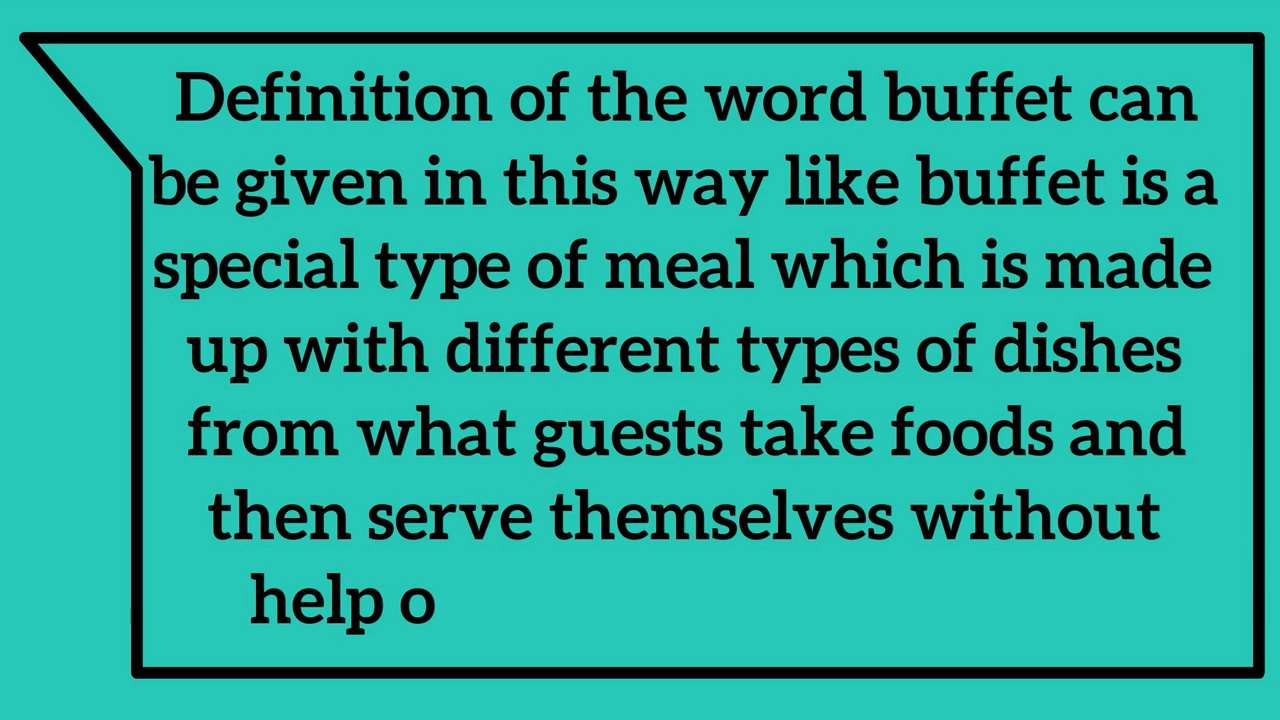 Definition of the word buffet can
be given in this way like buffet is a
special type of meal which is made
up with different types of dishes
from what guests take foods and
then serve themselves without
help o